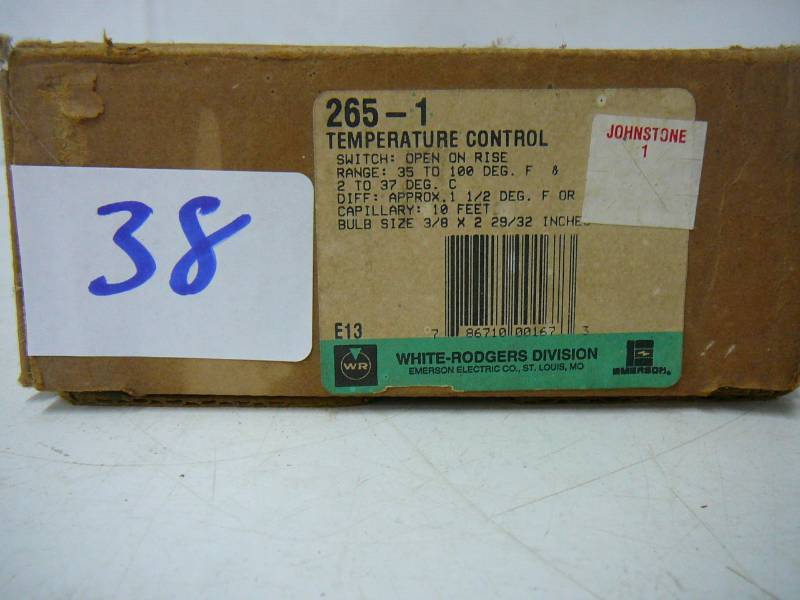 38
265-1
TEMPERATURE CONTROL
SWITCH: OPEN ON RISE
RANGE: 35 TO 100 DEG. F &
2 TO 37 DEG. C
DIFF: APPROX. 1 1/2 DEG. F OR
CAPILLARY: 10 FEET
BULB SIZE 3/8 X 2 29/32 INCHES
JOHNSTONE
1
E13
7 86710 00167 3
WR
WHITE-RODGERS DIVISION
EMERSON ELECTRIC CO., ST. LOUIS, MO
EMERSON®